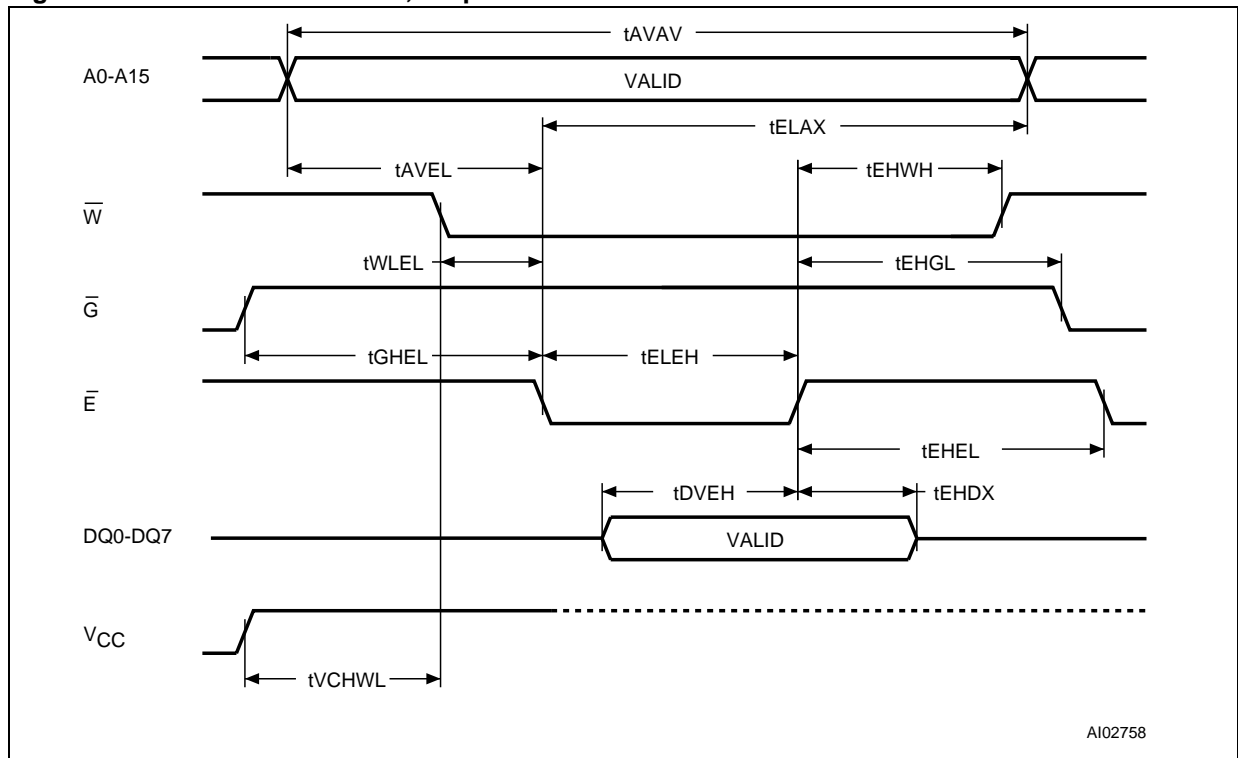 tAVAV
A0-A15
VALID
tELAX
tAVEL
tEHWH
W
tWLEL
tEHGL
G
tGHEL
tELEH
E
tEHEL
tDVEH
tEHDX
DQ0-DQ7
VALID
VCC
tVCHWL
AI02758